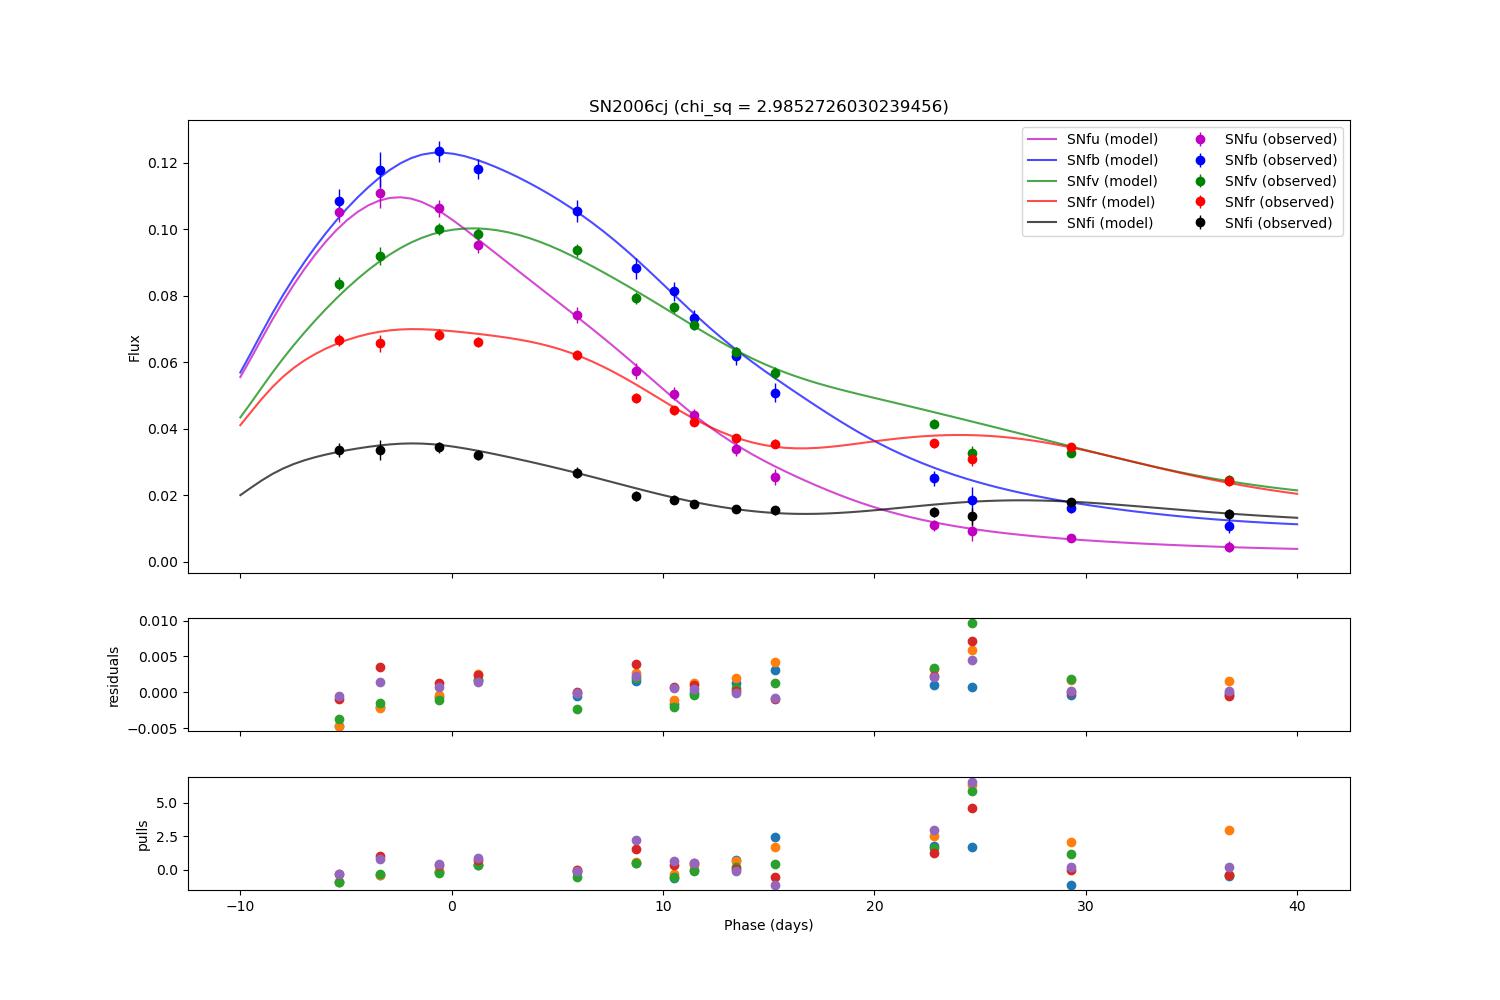 SN2006cj (chi_sq = 2.9852726030239456)
SNfu (model) SNfu (observed)
SNfb (model) SNfb (observed)
SNfv (model) SNfv (observed)
SNfr (model) SNfr (observed)
SNfi (model) SNfi (observed)
0.12
0.10
0.08
0.06
0.04
0.02
0.00
Flux
0.010
0.005
0.000
−0.005
residuals
5.0
2.5
0.0
pulls
−10 0 10 20 30 40
Phase (days)